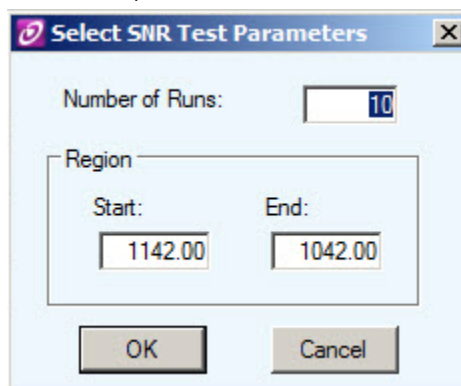 Select SNR Test Parameters
Number of Runs: 10
Region
Start: End:
1142.00 1042.00
OK Cancel